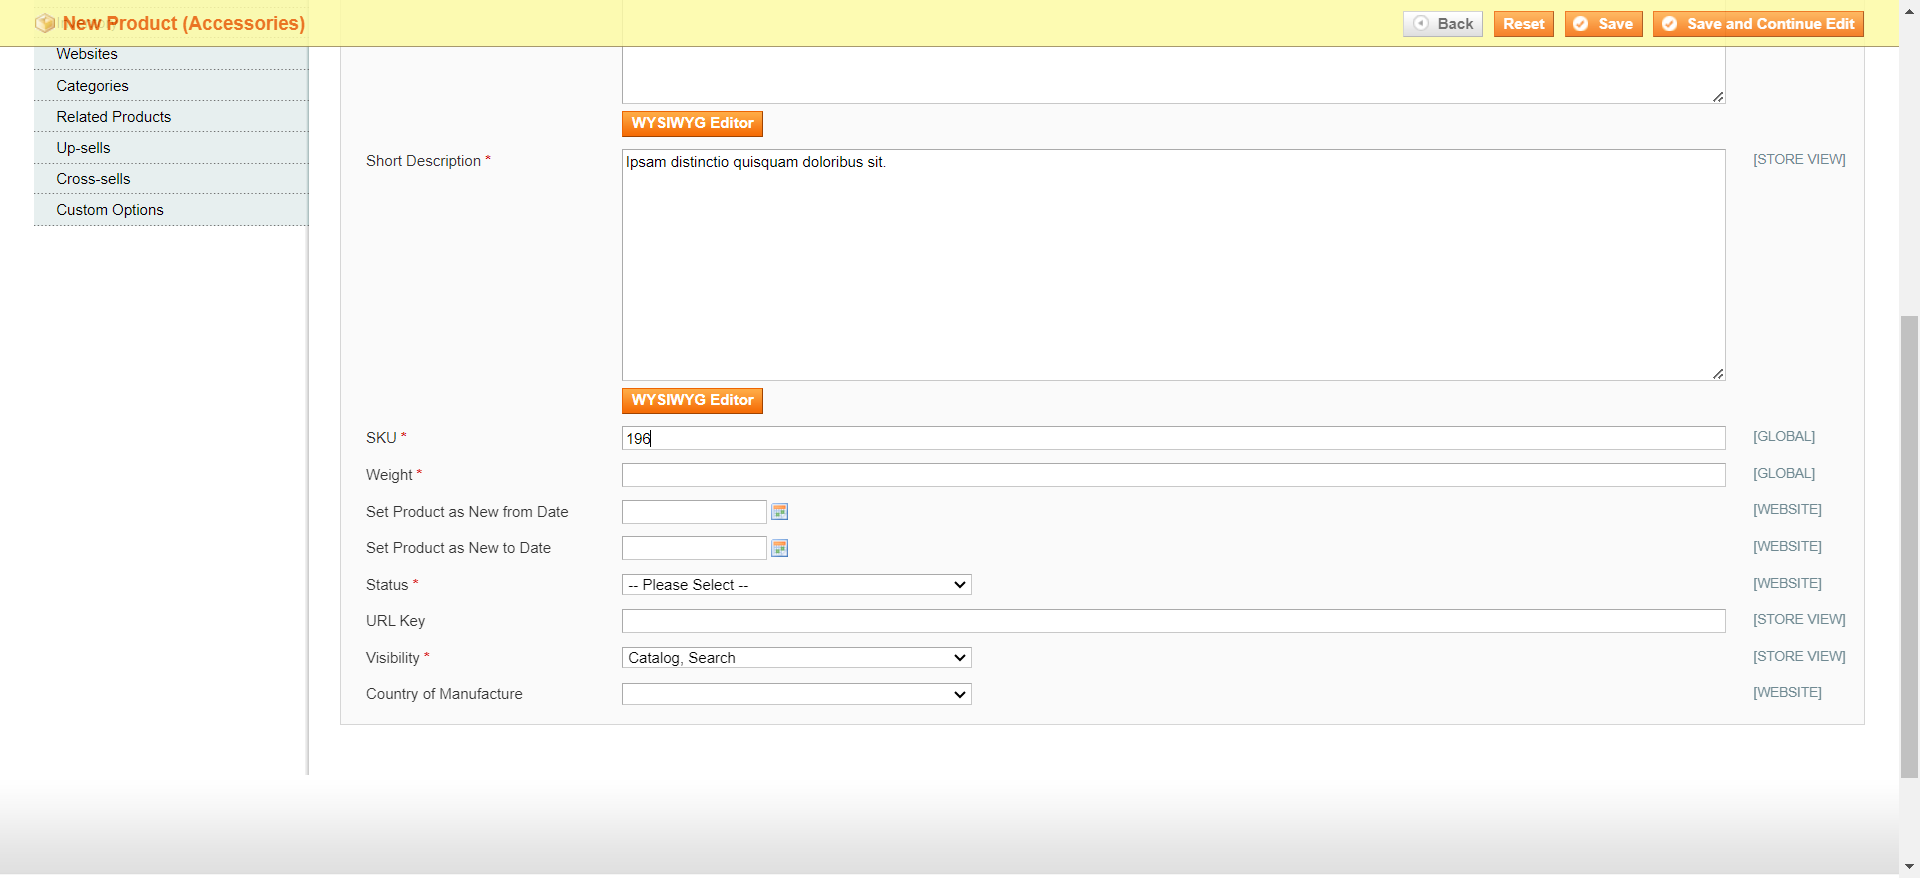 New Product (Accessories)
Back
Reset
Save
Save and Continue Edit
Websites
Categories
Related Products
Up-sells
Cross-sells
Custom Options
WYSIWYG Editor
Short Description *
Ipsam distinctio quisquam doloribus sit.
[STORE VIEW]
WYSIWYG Editor
SKU *
196
[GLOBAL]
Weight *
[GLOBAL]
Set Product as New from Date
[WEBSITE]
Set Product as New to Date
[WEBSITE]
Status *
-- Please Select --
[WEBSITE]
URL Key
[STORE VIEW]
Visibility *
Catalog, Search
[STORE VIEW]
Country of Manufacture
[WEBSITE]